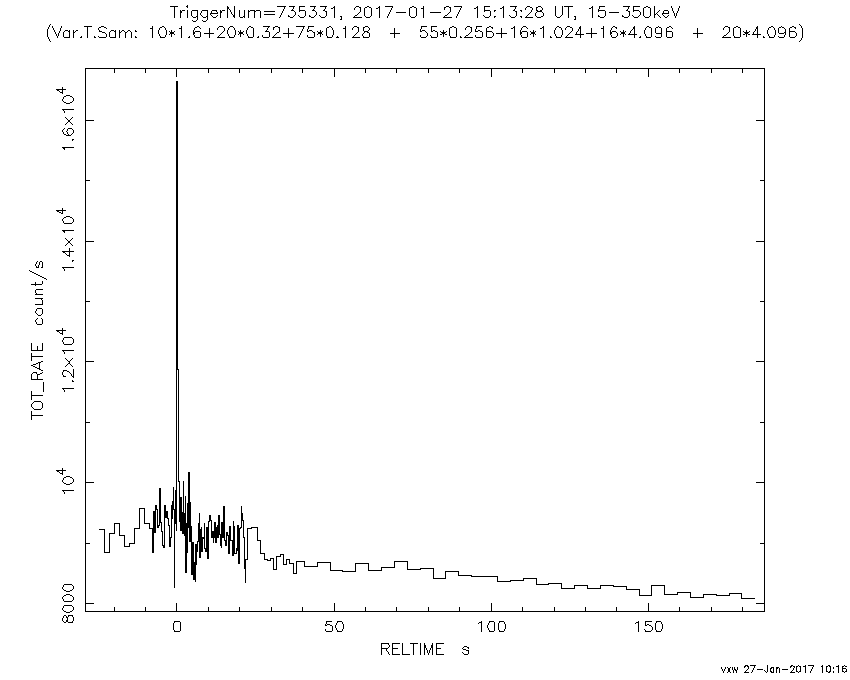 TriggerNum=735331, 2017-01-27 15:13:28 UT, 15-350keV
(Var.T.Sam: 10*1.6+20*0.32+75*0.128 + 55*0.256+16*1.024+16*4.096 + 20*4.096)
TOT_RATE count/s
1.6×10⁴
1.4×10⁴
1.2×10⁴
10⁴
8000
0 50 100 150
RELTIME s
vxw 27-Jan-2017 10:16